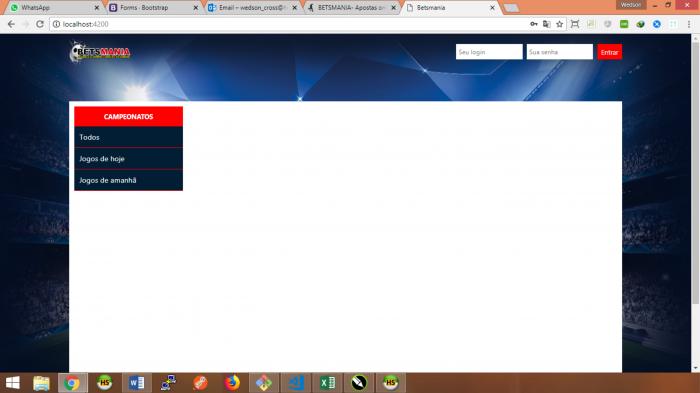 WhatsApp
Forms · Bootstrap
Email – wedson_cross@h
BETSMANIA- Apostas on
Betsmania
Wedson
localhost:4200
BETSMANIA
Seu login
Sua senha
Entrar
CAMPEONATOS
Todos
Jogos de hoje
Jogos de amanhã
HS
HS